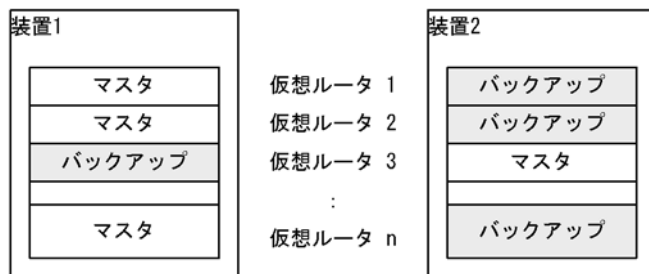 装置1
装置2
マスタ
仮想ルータ 1
バックアップ
マスタ
仮想ルータ 2
バックアップ
バックアップ
仮想ルータ 3
マスタ
:
マスタ
仮想ルータ n
バックアップ